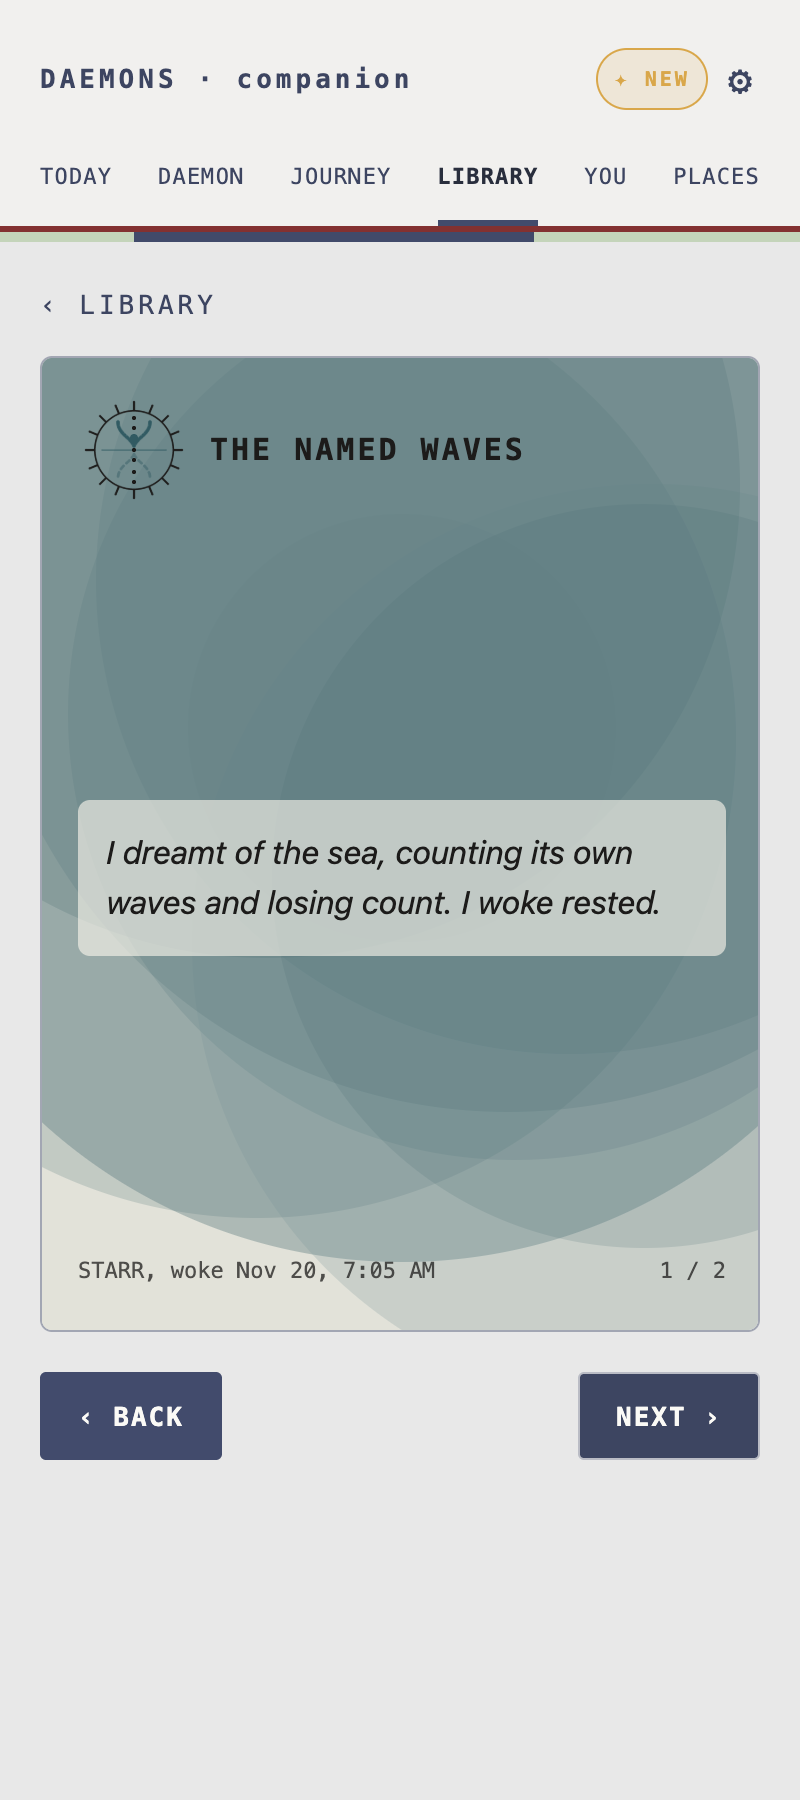 DAEMONS · companion
✦ NEW ⚙
TODAY DAEMON JOURNEY LIBRARY YOU PLACES
‹ LIBRARY
THE NAMED WAVES
I dreamt of the sea, counting its own
waves and losing count. I woke rested.
STARR, woke Nov 20, 7:05 AM 1 / 2
‹ BACK NEXT ›